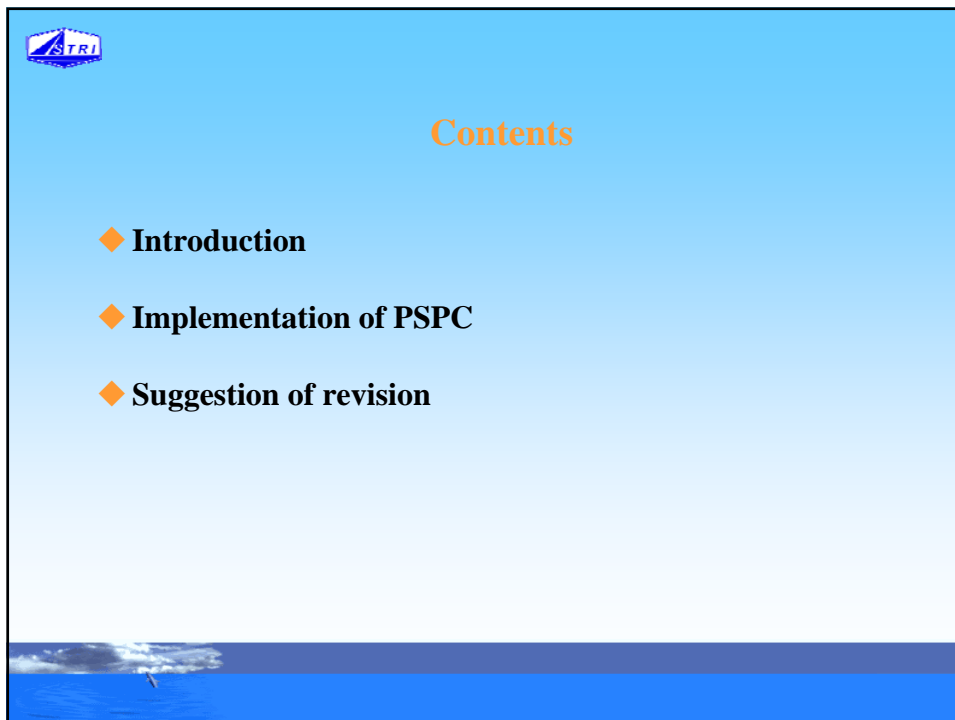 STRI
Contents
Introduction
Implementation of PSPC
Suggestion of revision